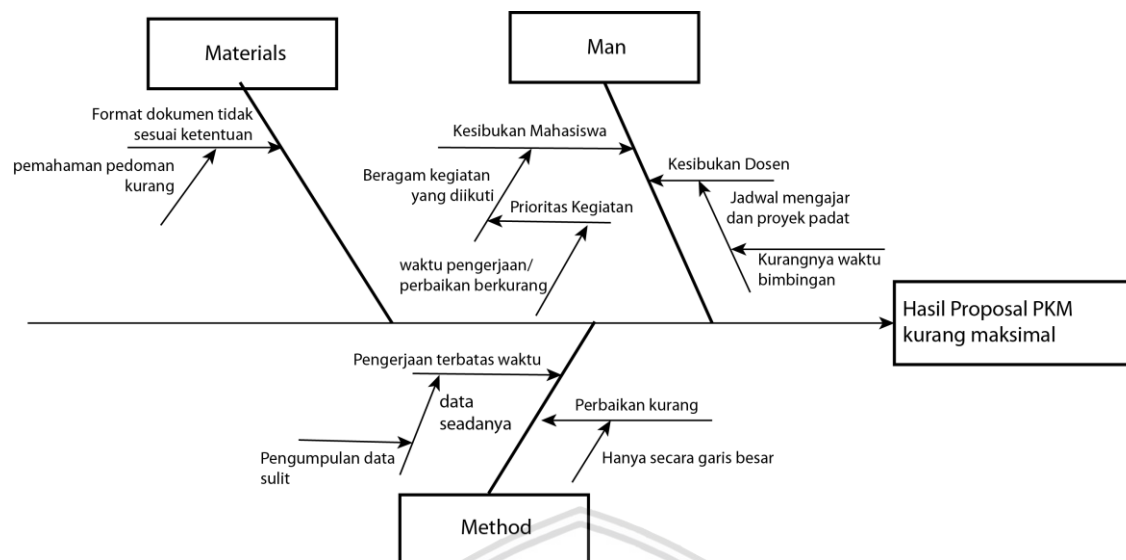 Materials
Man
Format dokumen tidak
sesuai ketentuan
pemahaman pedoman
kurang
Kesibukan Mahasiswa
Beragam kegiatan
yang diikuti
Prioritas Kegiatan
waktu pengerjaan/
perbaikan berkurang
Kesibukan Dosen
Jadwal mengajar
dan proyek padat
Kurangnya waktu
bimbingan
Hasil Proposal PKM
kurang maksimal
Pengerjaan terbatas waktu
data
seadanya
Pengumpulan data
sulit
Perbaikan kurang
Hanya secara garis besar
Method